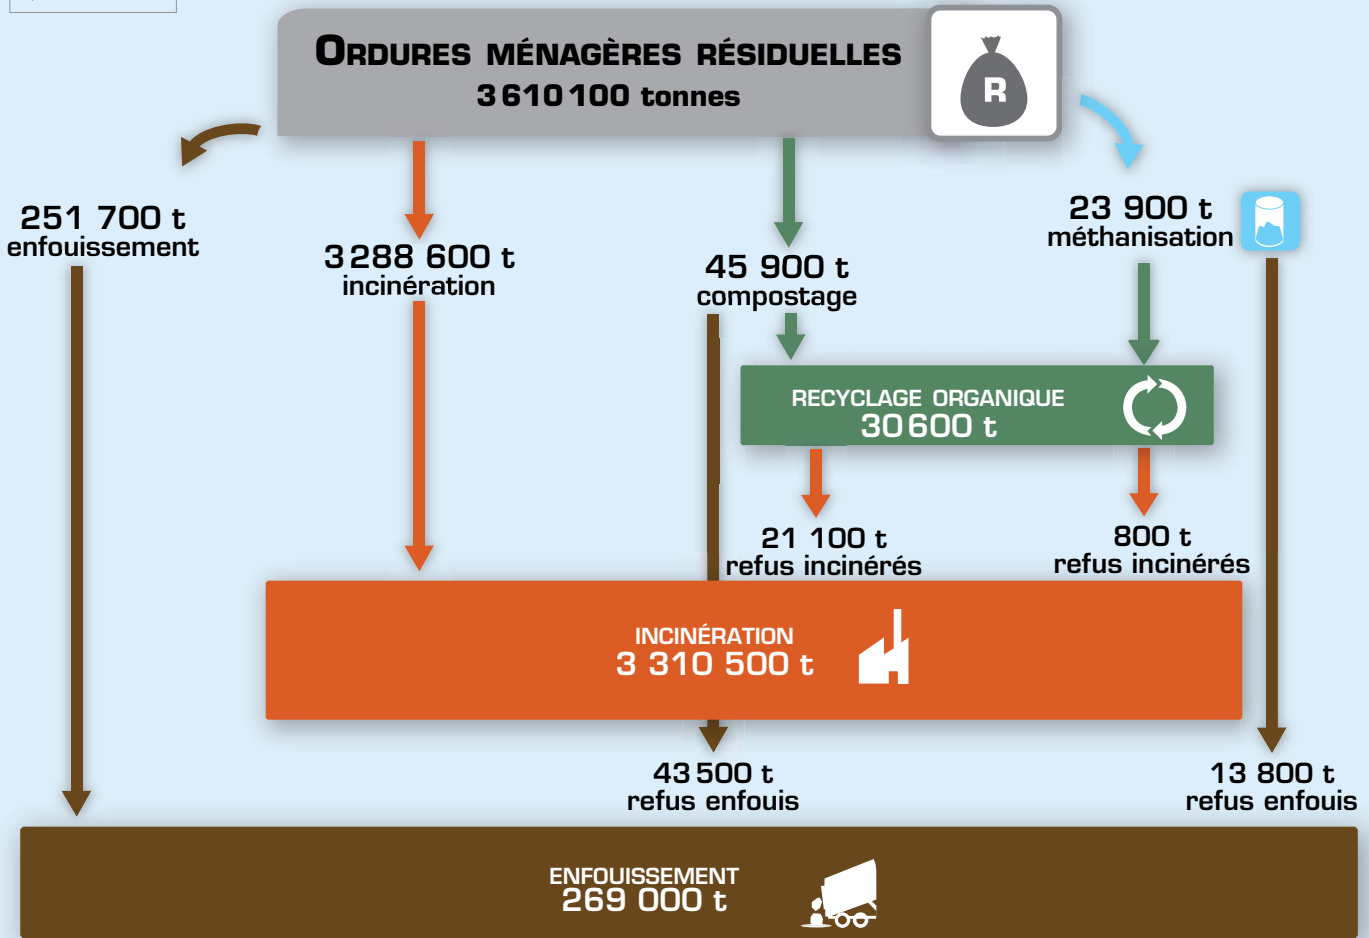 ORDURES MÉNAGÈRES RÉSIDUELLES
3 610 100 tonnes
R
251 700 t
enfouissement
3 288 600 t
incinération
45 900 t
compostage
23 900 t
méthanisation
RECYCLAGE ORGANIQUE
30 600 t
21 100 t
refus incinérés
800 t
refus incinérés
INCINÉRATION
3 310 500 t
43 500 t
refus enfouis
13 800 t
refus enfouis
ENFOUISSEMENT
269 000 t